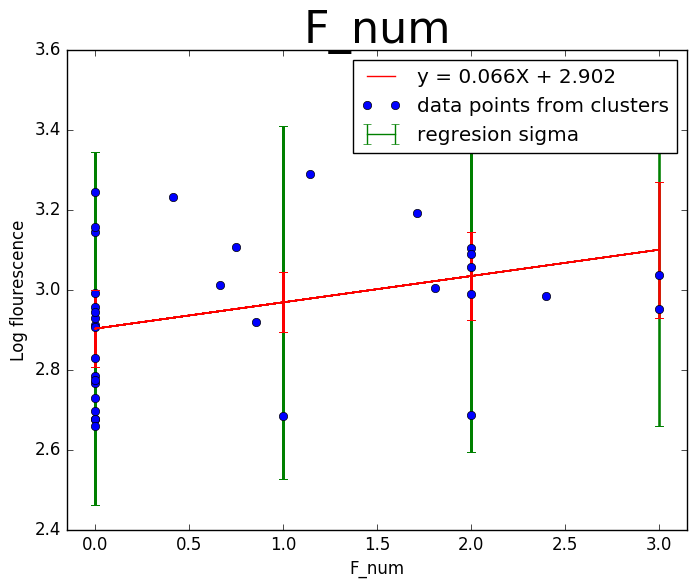 F_num
y = 0.066X + 2.902
data points from clusters
regresion sigma
3.6
3.4
3.2
3.0
2.8
2.6
2.4
Log flourescence
0.0 0.5 1.0 1.5 2.0 2.5 3.0
F_num